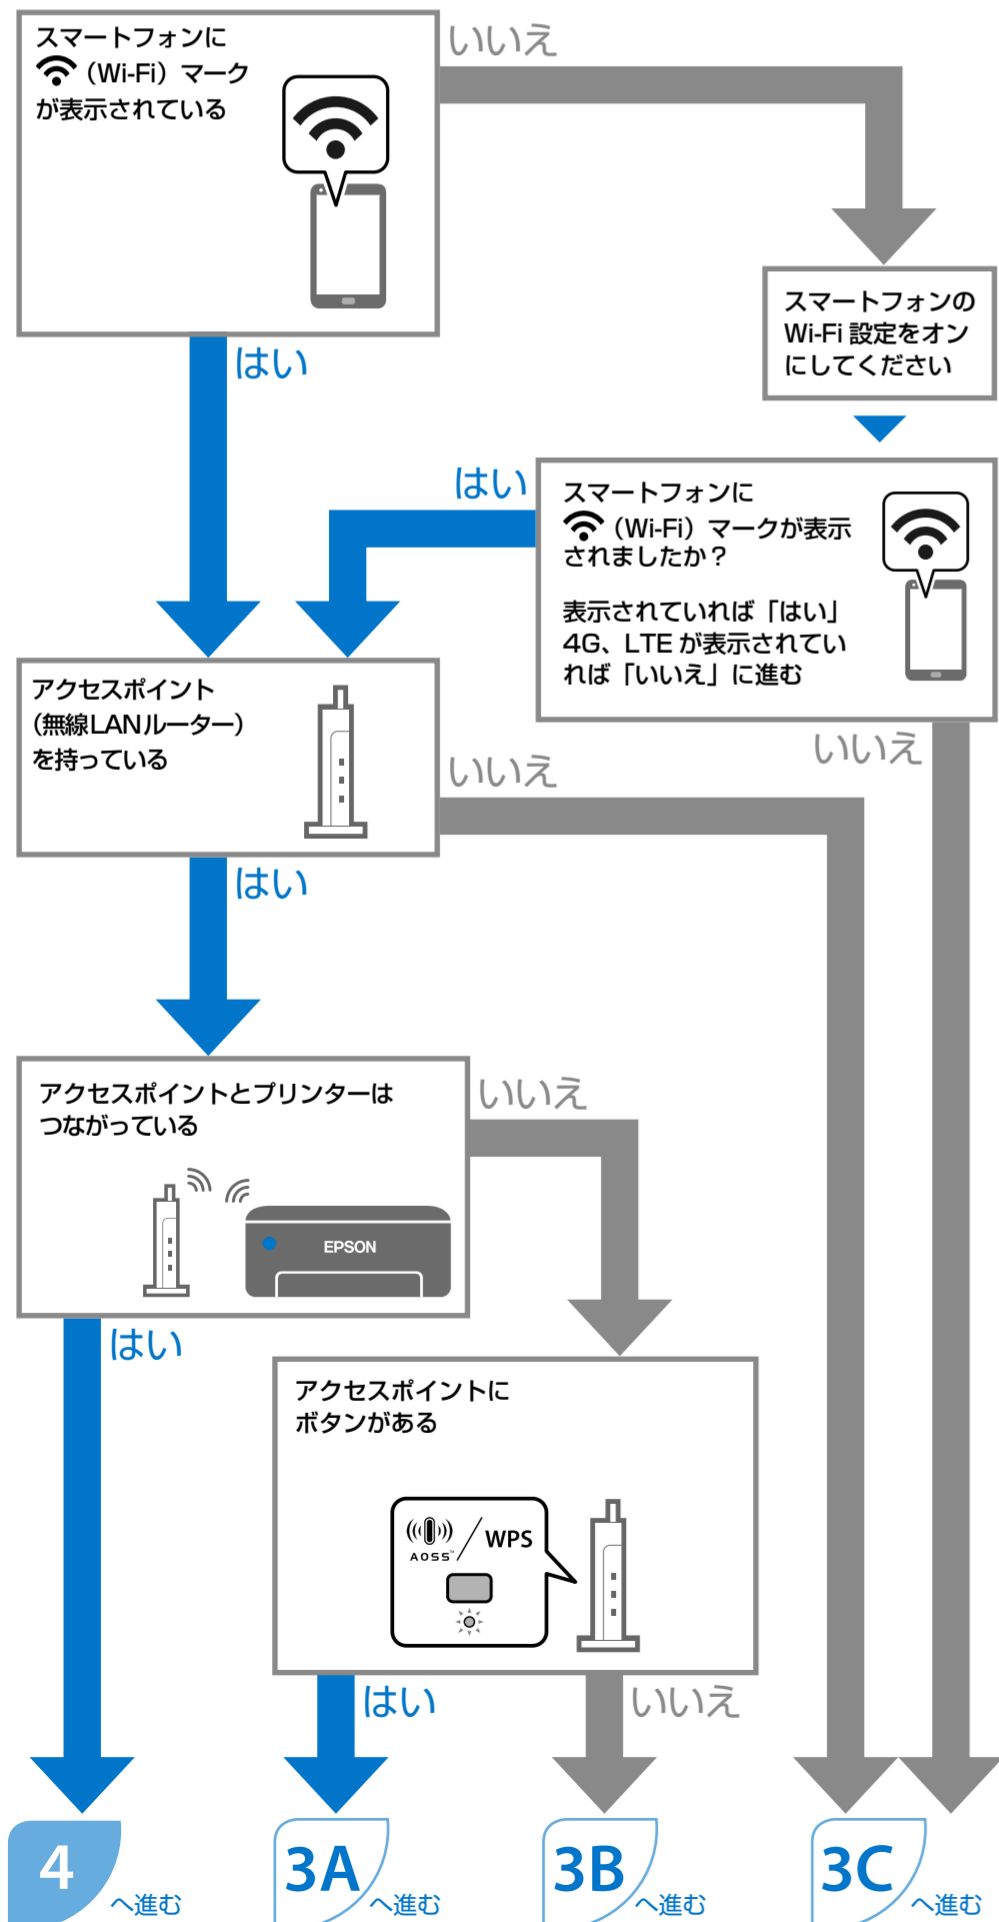 スマートフォンに
(Wi-Fi)マーク
が表示されている
いいえ
はい
スマートフォンの
Wi-Fi 設定をオン
にしてください
スマートフォンに
(Wi-Fi)マークが表示
されましたか？
表示されていれば「はい」
4G、LTE が表示されてい
れば「いいえ」に進む
はい
いいえ
アクセスポイント
(無線LANルーター)
を持っている
いいえ
はい
アクセスポイントとプリンターは
つながっている
EPSON
いいえ
はい
アクセスポイントに
ボタンがある
AOSS™/WPS
はい
いいえ
4へ進む
3Aへ進む
3Bへ進む
3Cへ進む